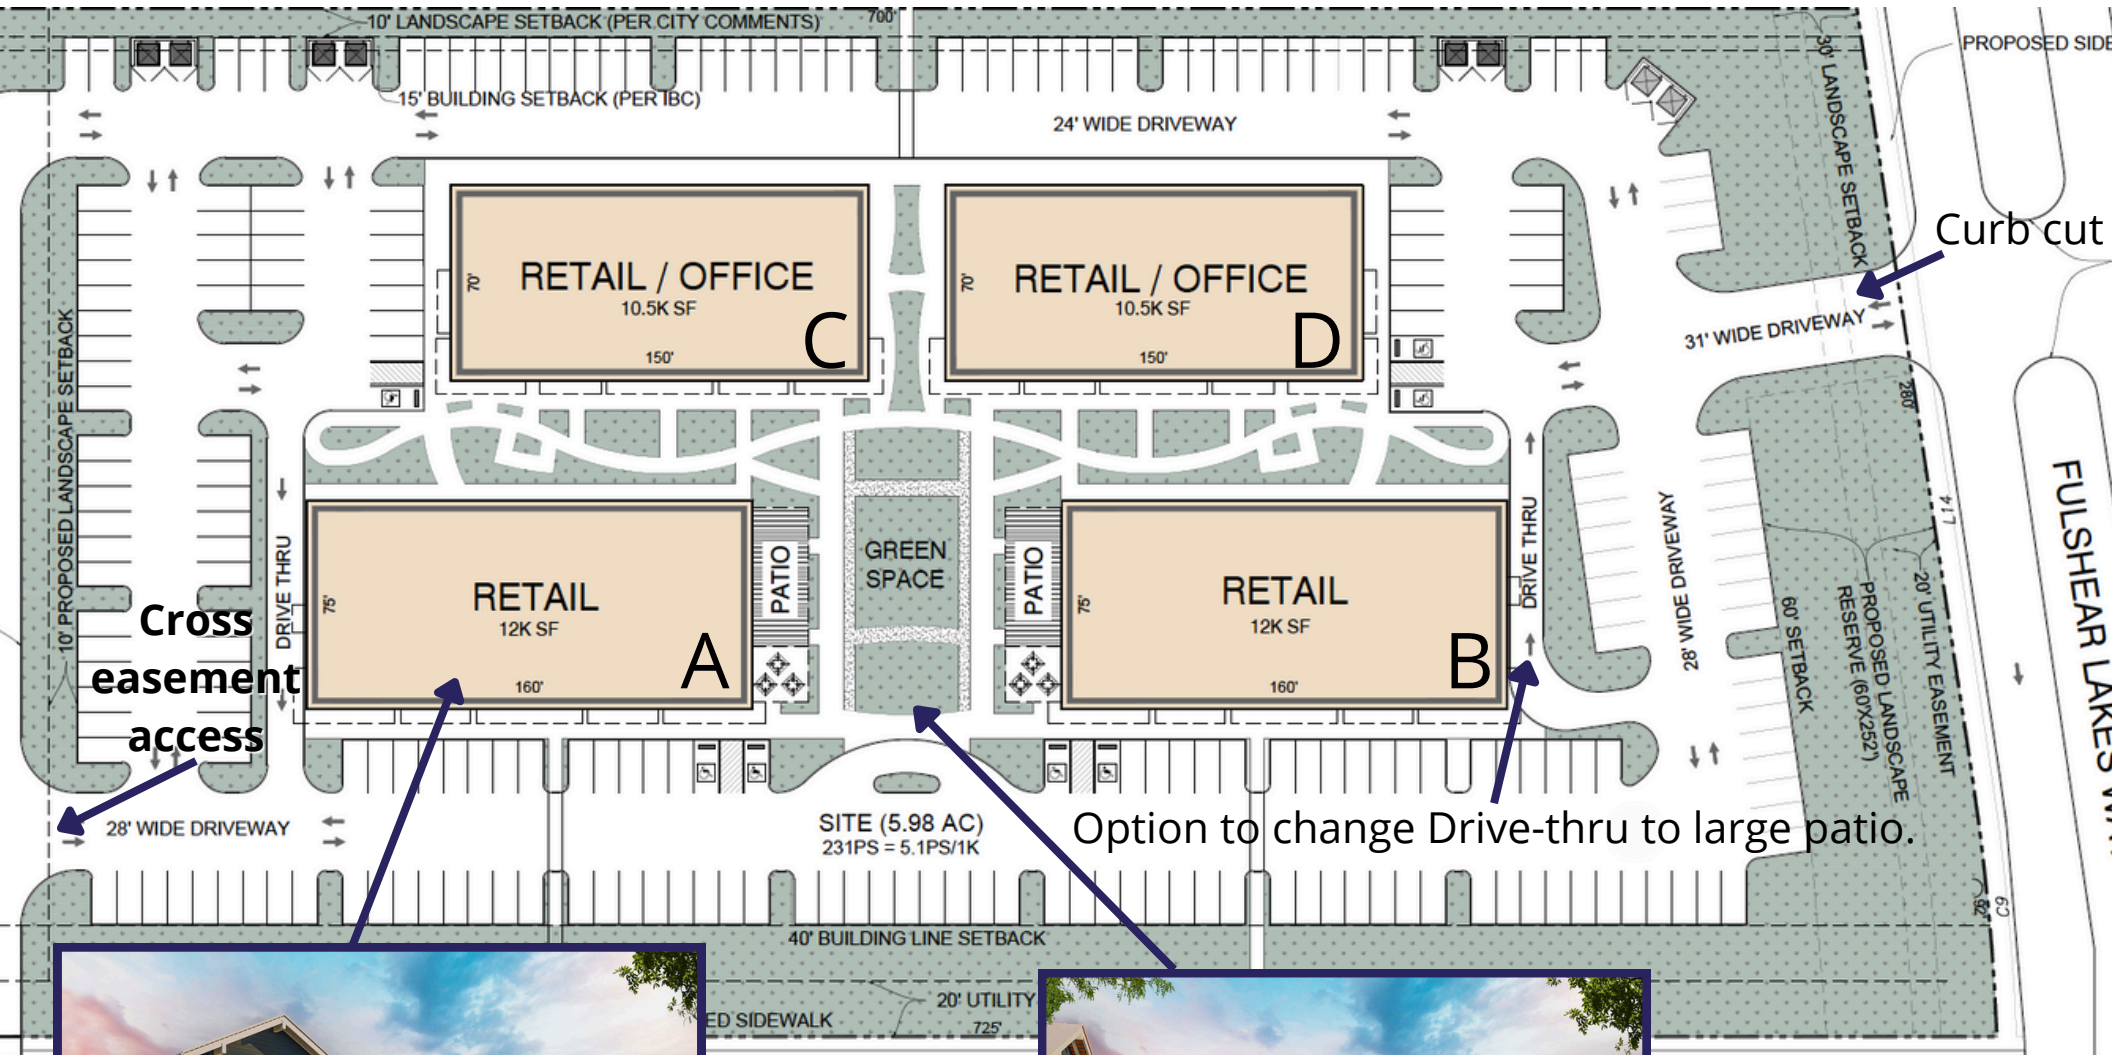 10' LANDSCAPE SETBACK (PER CITY COMMENTS)
700'
PROPOSED SIDE
15' BUILDING SETBACK (PER IBC)
24' WIDE DRIVEWAY
30' LANDSCAPE SETBACK
Curb cut
RETAIL / OFFICE
10.5K SF
70'
150'
C
RETAIL / OFFICE
10.5K SF
70'
150'
D
31' WIDE DRIVEWAY
280'
10' PROPOSED LANDSCAPE SETBACK
417
FULSHEAR LAKES W
DRIVE THRU
RETAIL
12K SF
75'
160'
A
PATIO
GREEN
SPACE
PATIO
RETAIL
12K SF
75'
160'
B
DRIVE THRU
28' WIDE DRIVEWAY
60' SETBACK
PROPOSED LANDSCAPE
RESERVE (60'X252')
20' UTILITY EASEMENT
Cross
easement
access
28' WIDE DRIVEWAY
SITE (5.98 AC)
231PS = 5.1PS/1K
Option to change Drive-thru to large patio.
60
40' BUILDING LINE SETBACK
20' UTILITY
ED SIDEWALK
725'